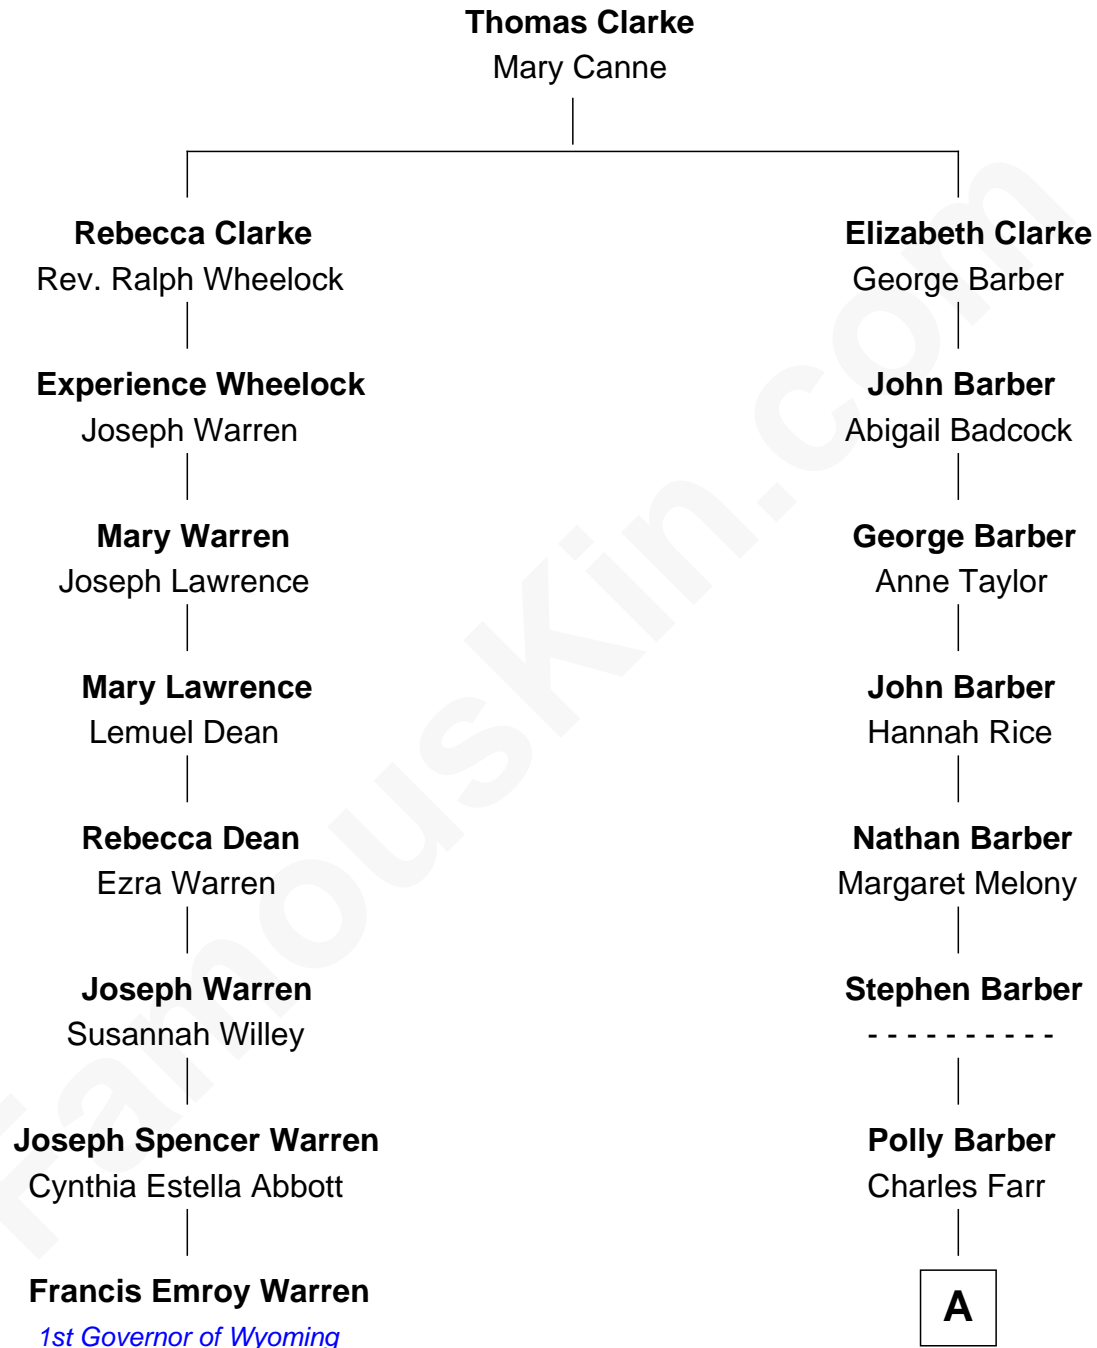 Thomas Clarke
Mary Canne
Rebecca Clarke
Rev. Ralph Wheelock
Experience Wheelock
Joseph Warren
Mary Warren
Joseph Lawrence
Mary Lawrence
Lemuel Dean
Rebecca Dean
Ezra Warren
Joseph Warren
Susannah Willey
Joseph Spencer Warren
Cynthia Estella Abbott
Francis Emroy Warren
1st Governor of Wyoming
Elizabeth Clarke
George Barber
John Barber
Abigail Badcock
George Barber
Anne Taylor
John Barber
Hannah Rice
Nathan Barber
Margaret Melony
Stephen Barber
- - - - - - - - - -
Polly Barber
Charles Farr
A
FamousKin.com